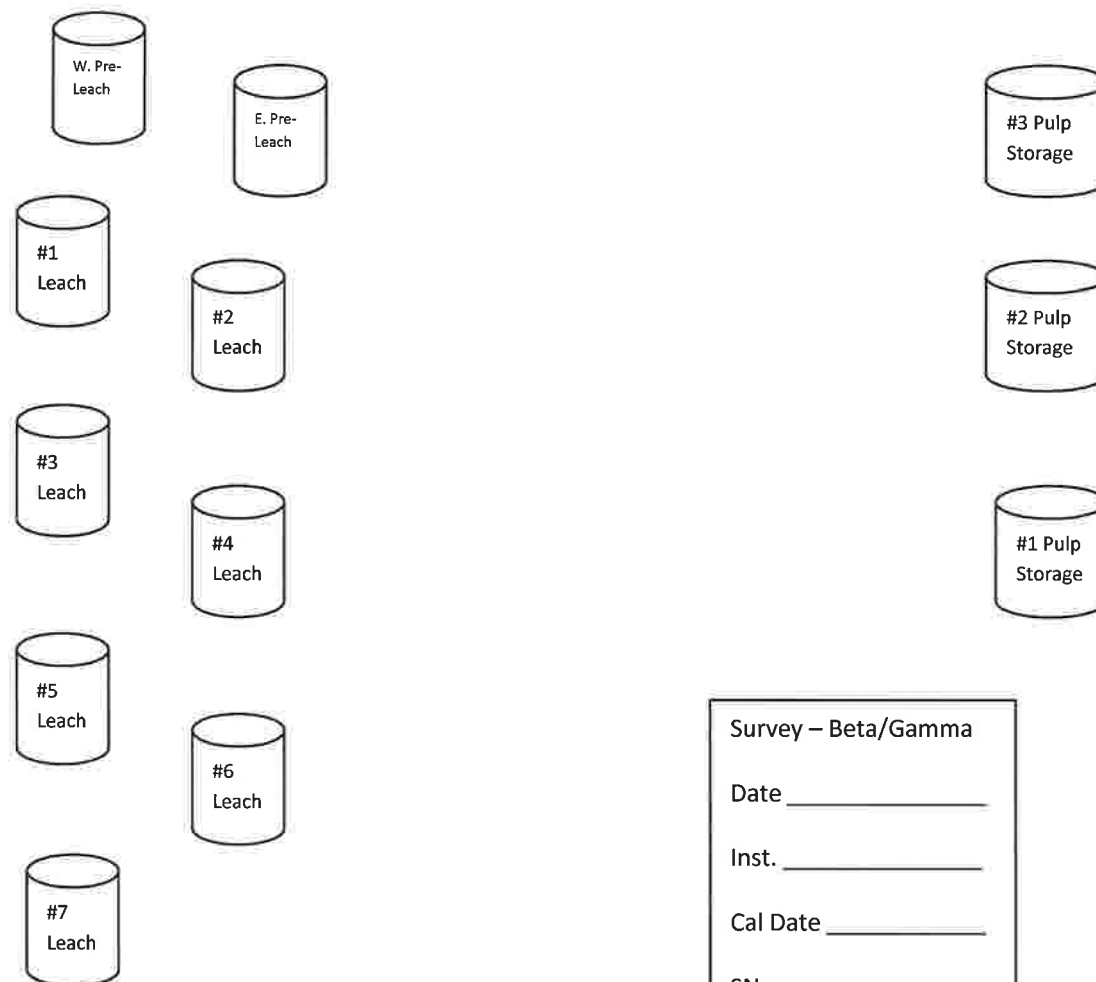 W. Pre-
Leach
E. Pre-
Leach
#3 Pulp
Storage
#1
Leach
#2
Leach
#2 Pulp
Storage
#3
Leach
#4
Leach
#1 Pulp
Storage
#5
Leach
#6
Leach
#7
Leach
Survey – Beta/Gamma
Date
Inst.
Cal Date